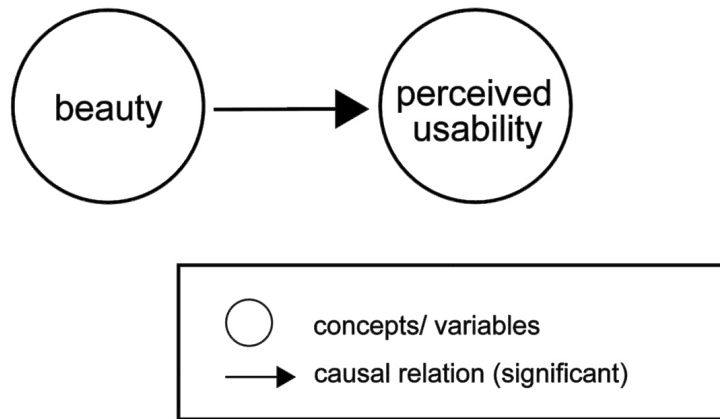 beauty
perceived
usability
concepts/ variables
causal relation (significant)